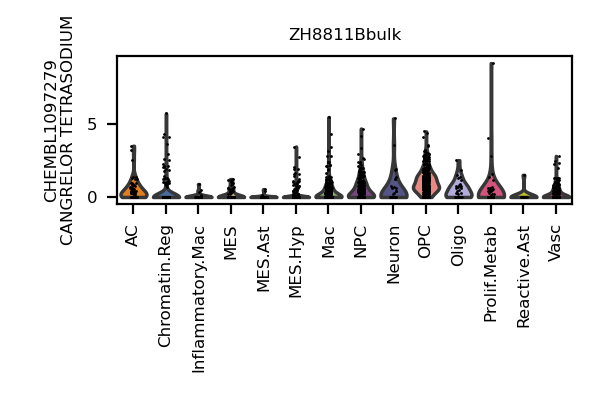 ZH8811Bbulk
CHEMBL1097279
CANGRELOR TETRASODIUM
5
0
AC
Chromatin.Reg
Inflammatory.Mac
MES
MES.Ast
MES.Hyp
Mac
NPC
Neuron
OPC
Oligo
Prolif.Metab
Reactive.Ast
Vasc